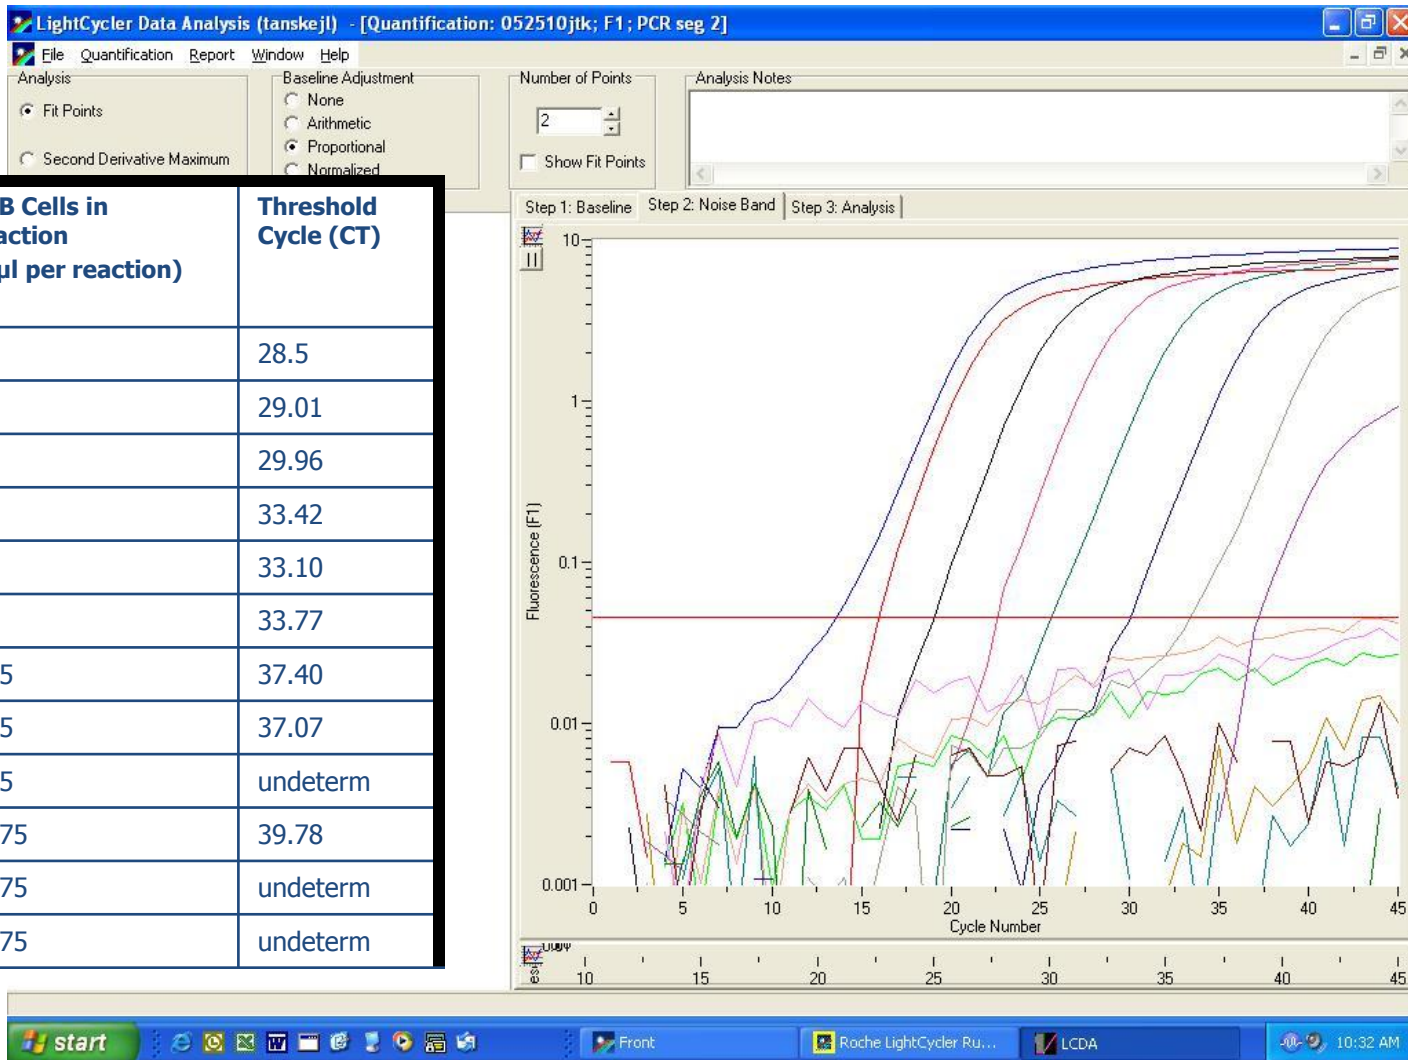 LightCycler Data Analysis (tanskejl) - [Quantification: 052510jtk; F1; PCR seg 2]
File Quantification Report Window Help
Analysis
Fit Points
Second Derivative Maximum
Baseline Adjustment
None
Arithmetic
Proportional
Normalized
Number of Points
2
Show Fit Points
Analysis Notes
B Cells in
action
µl per reaction)
Threshold
Cycle (CT)
28.5
29.01
29.96
33.42
33.10
33.77
5 37.40
5 37.07
5 undeterm
75 39.78
75 undeterm
75 undeterm
Step 1: Baseline Step 2: Noise Band Step 3: Analysis
10
1
0.1
0.01
0.001
Fluorescence (F1)
0 5 10 15 20 25 30 35 40 45
Cycle Number
10 15 20 25 30 35 40 45
start Front Roche LightCycler Ru... LCDA 10:32 AM